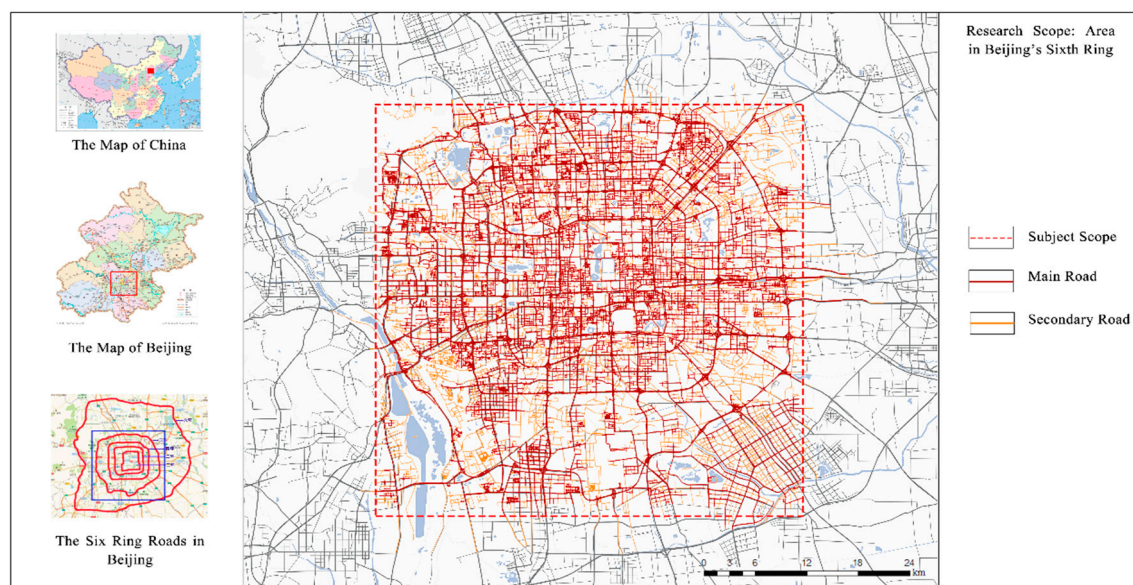 The Map of China
The Map of Beijing
The Six Ring Roads in
Beijing
Research Scope: Area
in Beijing's Sixth Ring
Subject Scope
Main Road
Secondary Road
0 3 6 12 18 24
km